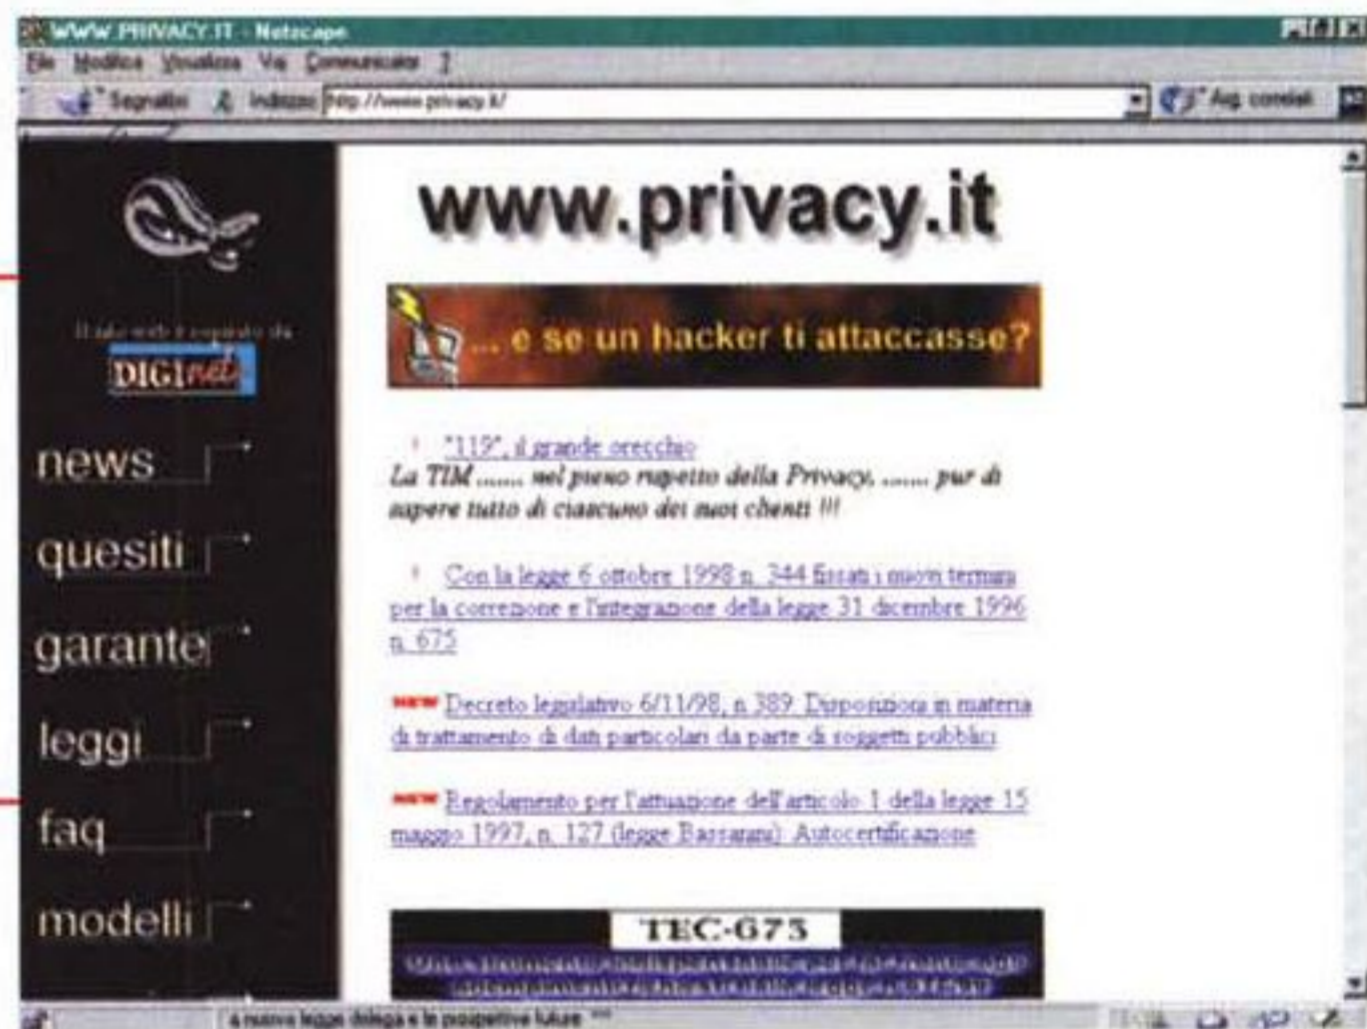 WWW.PRIVACY.IT - Netscape
File Modifica Visualizza Vai Communicator ?
Segnalibri Indirizzo http://www.privacy.it/ Arg. correlati
www.privacy.it
... e se un hacker ti attaccasse?
DIGInet
news
quesiti
garante
leggi
faq
modelli
"119", il grande orecchio
La TIM ....... nel pieno rispetto della Privacy, ....... pur di
sapere tutto di ciascuno dei suoi clienti !!!
Con la legge 6 ottobre 1998 n. 344 fissati i nuovi termini
per la correzione e l'integrazione della legge 31 dicembre 1996
n. 675
NEW Decreto legislativo 6/11/98, n. 389. Disposizioni in materia
di trattamento di dati particolari da parte di soggetti pubblici
NEW Regolamento per l'attuazione dell'articolo 1 della legge 15
maggio 1997, n. 127 (legge Bassanini). Autocertificazione
TEC-675
a nuova legge delega e le prospettive future ***